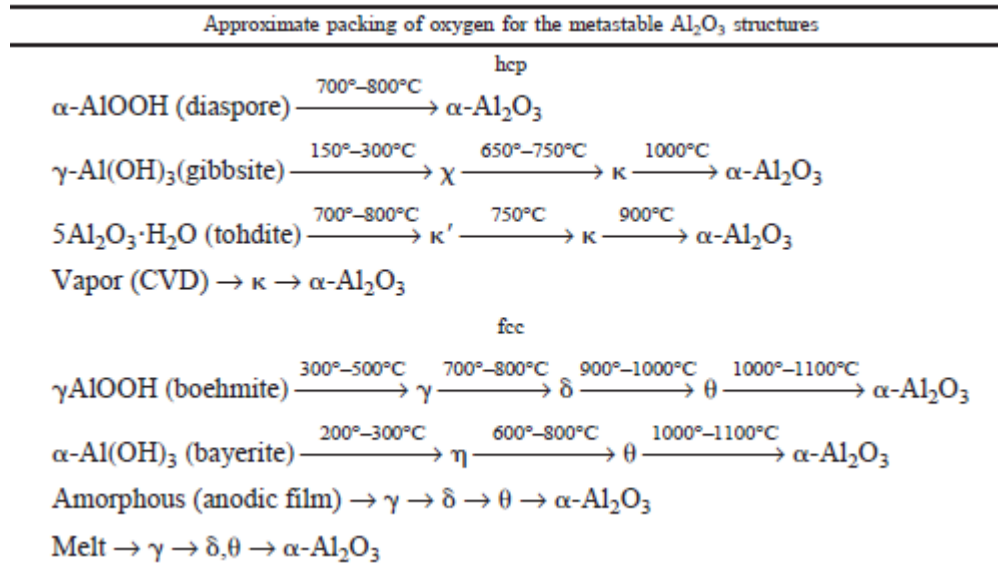 Approximate packing of oxygen for the metastable Al₂O₃ structures
hcp
α-AlOOH (diaspore) —700°–800°C→ α-Al₂O₃
γ-Al(OH)₃(gibbsite) —150°–300°C→ χ —650°–750°C→ κ —1000°C→ α-Al₂O₃
5Al₂O₃·H₂O (tohdite) —700°–800°C→ κ′ —750°C→ κ —900°C→ α-Al₂O₃
Vapor (CVD) → κ → α-Al₂O₃
fcc
γAlOOH (boehmite) —300°–500°C→ γ —700°–800°C→ δ —900°–1000°C→ θ —1000°–1100°C→ α-Al₂O₃
α-Al(OH)₃ (bayerite) —200°–300°C→ η —600°–800°C→ θ —1000°–1100°C→ α-Al₂O₃
Amorphous (anodic film) → γ → δ → θ → α-Al₂O₃
Melt → γ → δ,θ → α-Al₂O₃